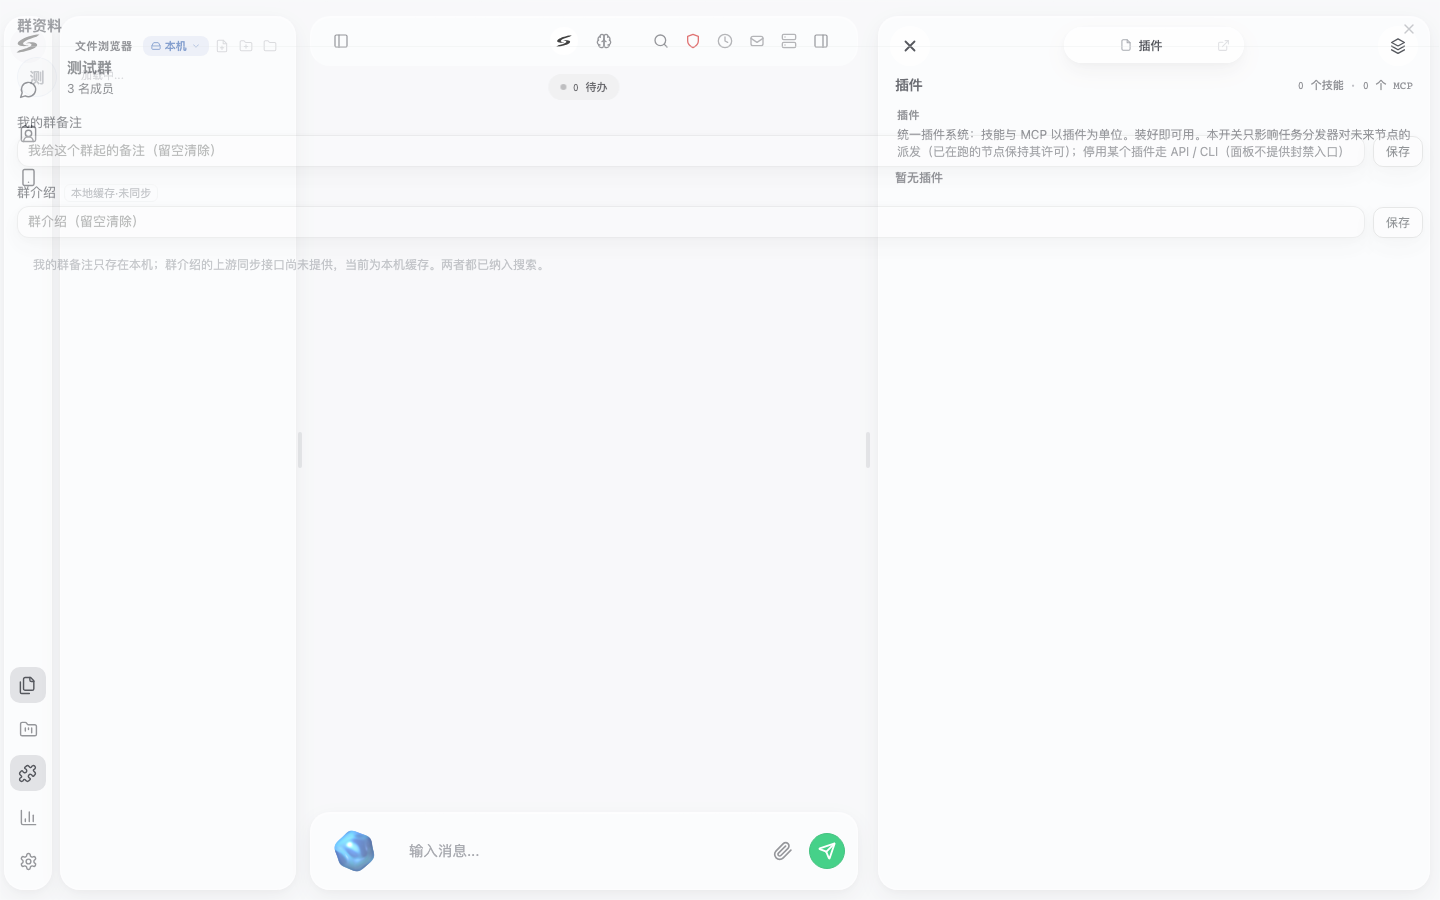 群资料
文件浏览器
本机
插件
测
测试群
3 名成员
0 待办
插件
0 个技能 · 0 个 MCP
插件
我的群备注
统一插件系统：技能与 MCP 以插件为单位。装好即可用。本开关只影响任务分发器对未来节点的
派发（已在跑的节点保持其许可）；停用某个插件走 API / CLI（面板不提供封禁入口）
我给这个群起的备注（留空清除）
保存
暂无插件
群介绍
本地缓存·未同步
群介绍（留空清除）
保存
我的群备注只存在本机；群介绍的上游同步接口尚未提供，当前为本机缓存。两者都已纳入搜索。
输入消息...